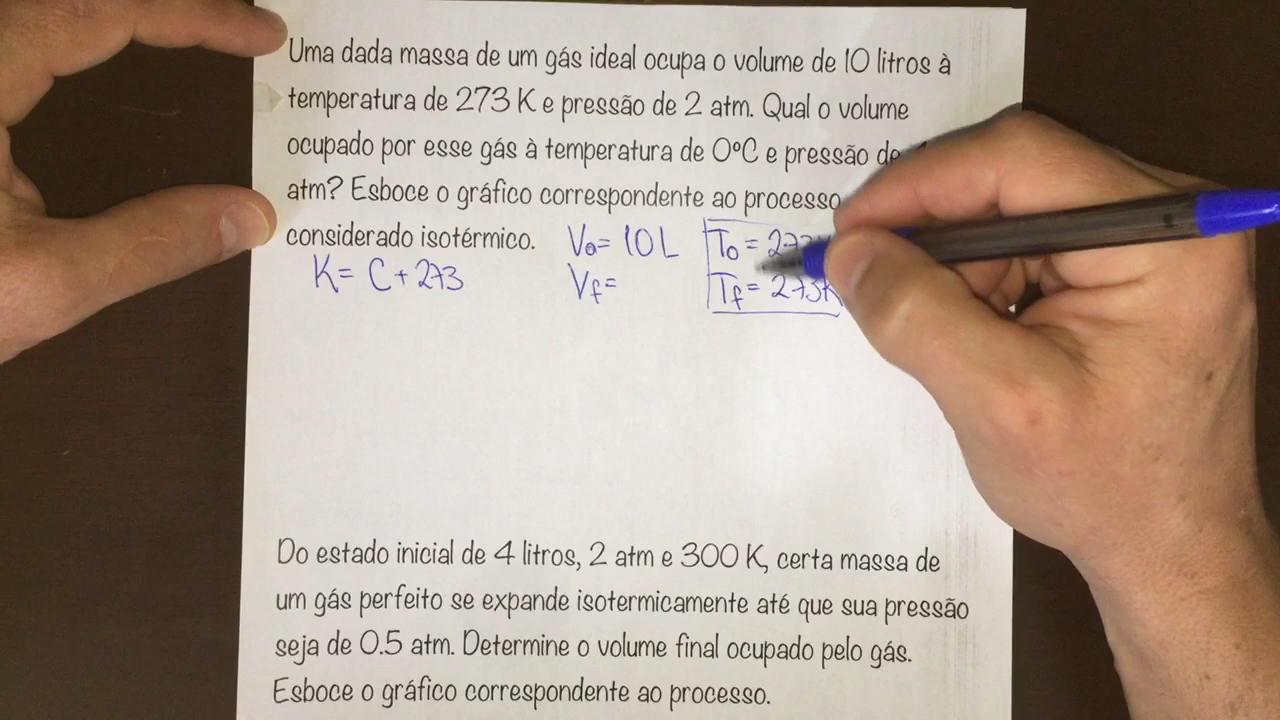 Uma dada massa de um gás ideal ocupa o volume de 10 litros à
temperatura de 273 K e pressão de 2 atm. Qual o volume
ocupado por esse gás à temperatura de 0°C e pressão de
atm? Esboce o gráfico correspondente ao processo
considerado isotérmico. V₀= 10 L T₀ = 273
K= C + 273 Vf= Tf= 273K
Do estado inicial de 4 litros, 2 atm e 300 K, certa massa de
um gás perfeito se expande isotermicamente até que sua pressão
seja de 0.5 atm. Determine o volume final ocupado pelo gás.
Esboce o gráfico correspondente ao processo.